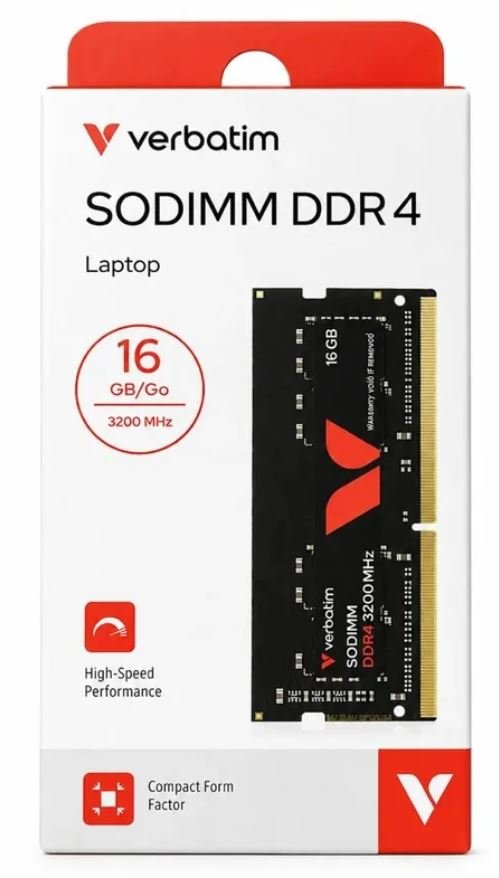 verbatim
SODIMM DDR4
Laptop
16
GB/Go
3200 MHz
16 GB
WARRANTY VOID IF REMOVED
verbatim
SODIMM
DDR4 3200MHz
High-Speed
Performance
Compact Form
Factor